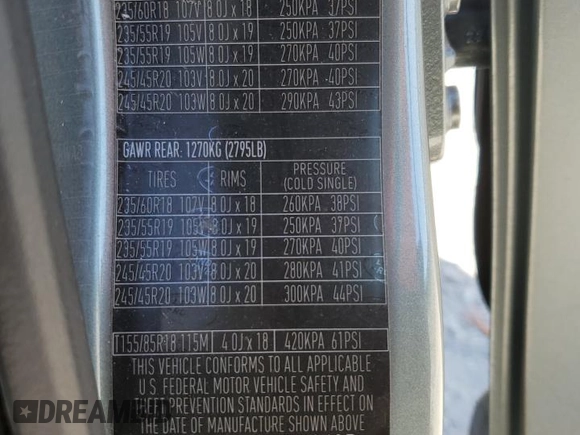 235/60R18 107V 8.0J x 18 250KPA 37PSI
235/55R19 105V 8.0J x 19 250KPA 37PSI
235/55R19 105W 8.0J x 19 270KPA 40PSI
245/45R20 103V 8.0J x 20 270KPA 40PSI
245/45R20 103W 8.0J x 20 290KPA 43PSI
GAWR REAR: 1270KG (2795LB)
TIRES RIMS PRESSURE
(COLD SINGLE)
235/60R18 107V 8.0J x 18 260KPA 38PSI
235/55R19 105V 8.0J x 19 250KPA 37PSI
235/55R19 105W 8.0J x 19 270KPA 40PSI
245/45R20 103V 8.0J x 20 280KPA 41PSI
245/45R20 103W 8.0J x 20 300KPA 44PSI
T155/85R18 115M 4.0J x 18 420KPA 61PSI
THIS VEHICLE CONFORMS TO ALL APPLICABLE
U.S. FEDERAL MOTOR VEHICLE SAFETY AND
PREVENTION STANDARDS IN EFFECT ON
THE DATE OF MANUFACTURE SHOWN ABOVE